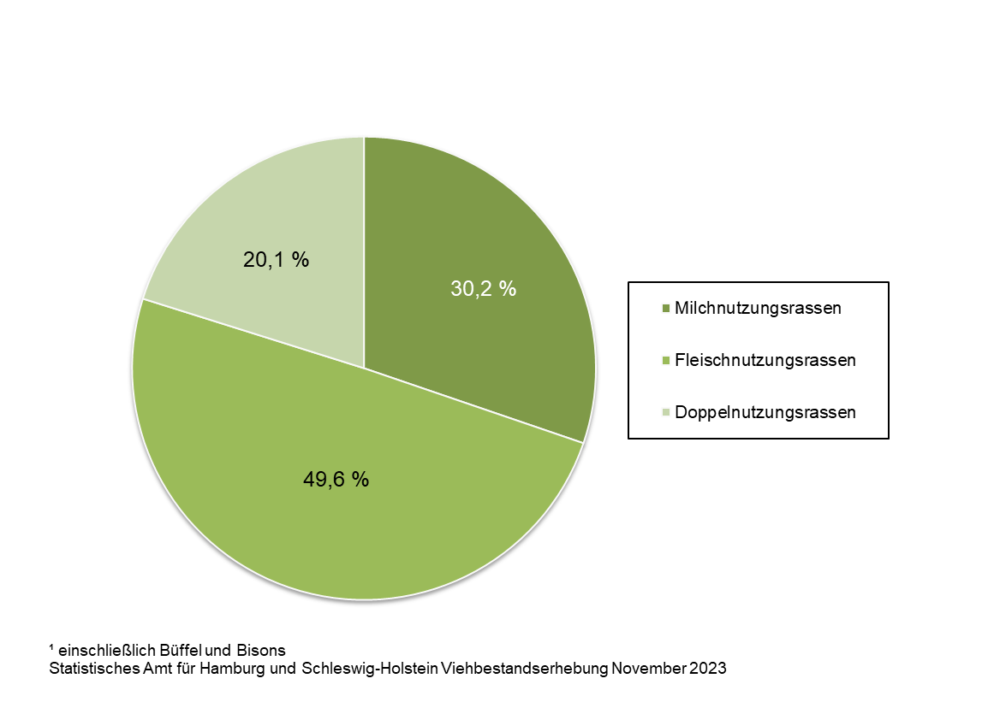 20,1 %
30,2 %
49,6 %
Milchnutzungsrassen
Fleischnutzungsrassen
Doppelnutzungsrassen
¹ einschließlich Büffel und Bisons
Statistisches Amt für Hamburg und Schleswig-Holstein Viehbestandserhebung November 2023